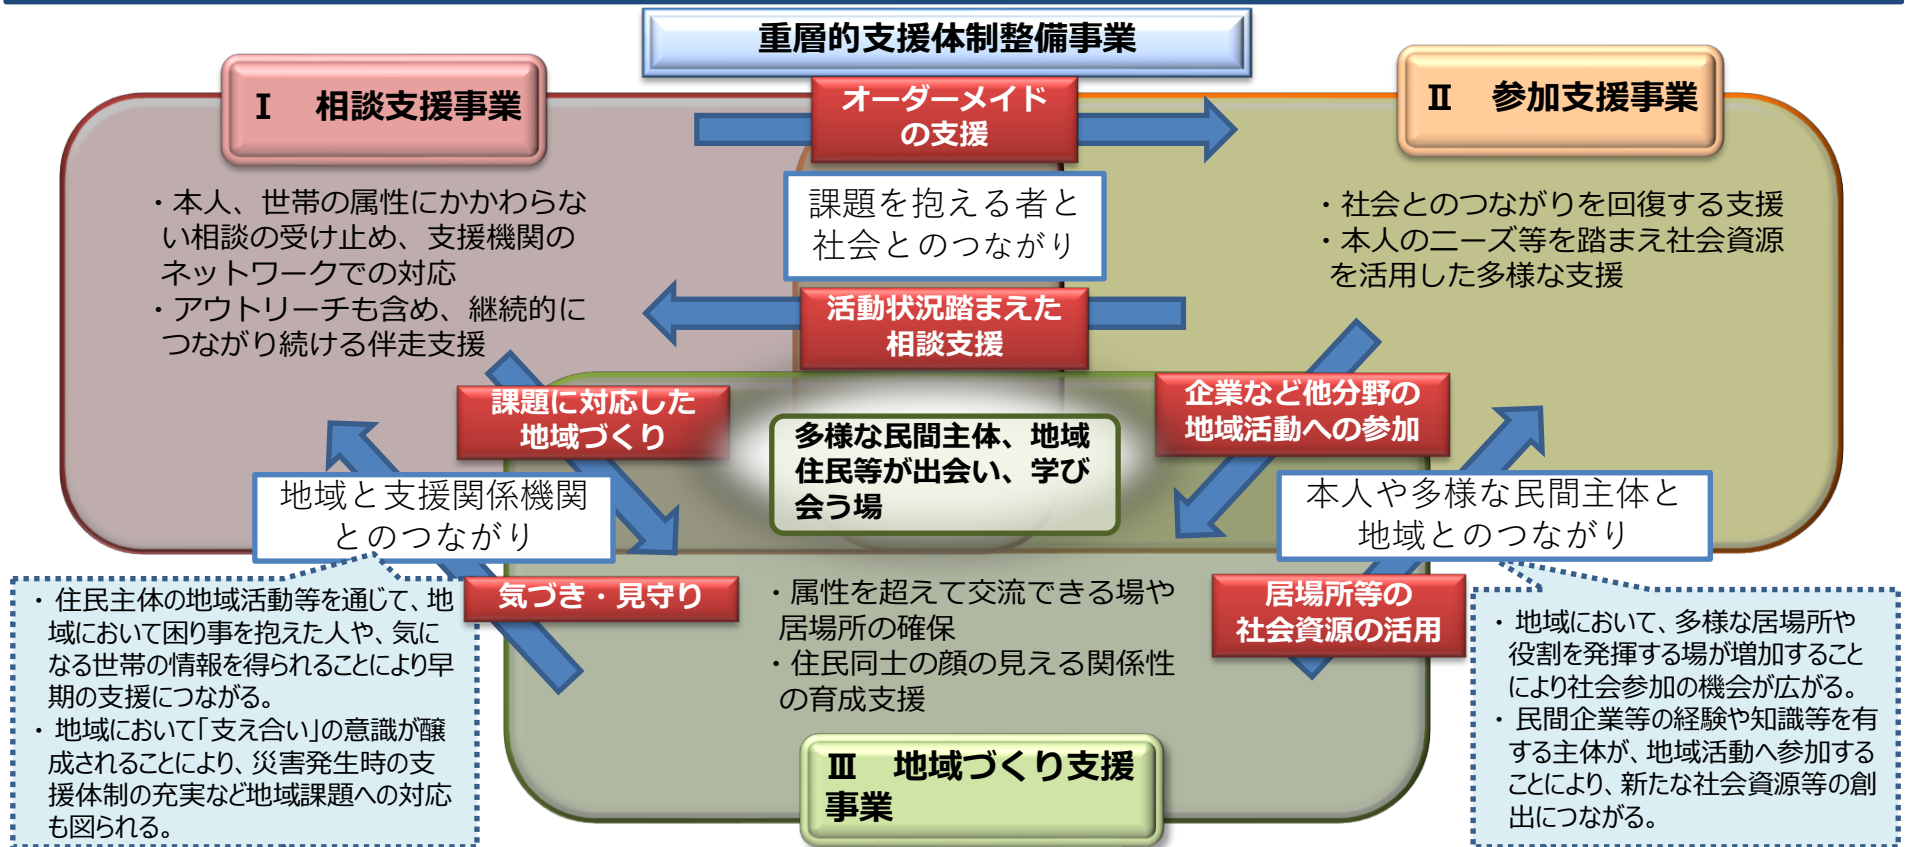 重層的支援体制整備事業
Ⅰ　相談支援事業
Ⅱ　参加支援事業
オーダーメイド
の支援
課題を抱える者と
社会とのつながり
活動状況踏まえた
相談支援
・本人、世帯の属性にかかわらな
い相談の受け止め、支援機関の
ネットワークでの対応
・アウトリーチも含め、継続的に
つながり続ける伴走支援
・社会とのつながりを回復する支援
・本人のニーズ等を踏まえ社会資源
を活用した多様な支援
課題に対応した
地域づくり
企業など他分野の
地域活動への参加
多様な民間主体、地域
住民等が出会い、学び
会う場
地域と支援関係機関
とのつながり
本人や多様な民間主体と
地域とのつながり
気づき・見守り
居場所等の
社会資源の活用
・属性を超えて交流できる場や
居場所の確保
・住民同士の顔の見える関係性
の育成支援
Ⅲ　地域づくり支援
事業
・住民主体の地域活動等を通じて、地
域において困り事を抱えた人や、気に
なる世帯の情報を得られることにより早
期の支援につながる。
・地域において「支え合い」の意識が醸
成されることにより、災害発生時の支
援体制の充実など地域課題への対応
も図られる。
・地域において、多様な居場所や
役割を発揮する場が増加すること
により社会参加の機会が広がる。
・民間企業等の経験や知識等を有
する主体が、地域活動へ参加する
ことにより、新たな社会資源等の創
出につながる。